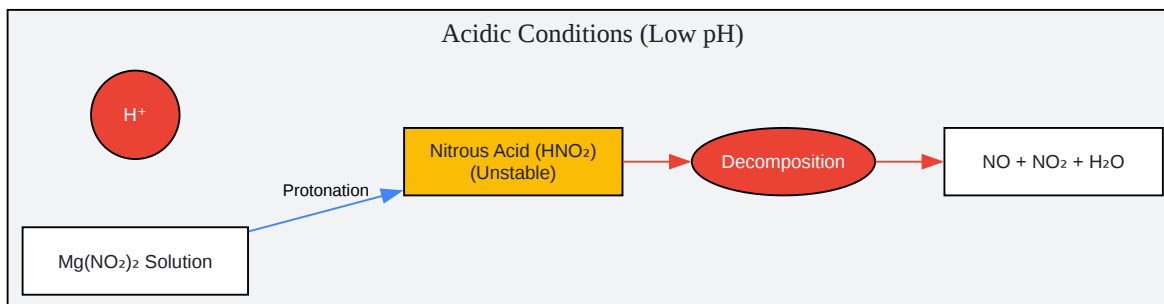 Acidic Conditions (Low pH)
H⁺
Nitrous Acid (HNO₂)
(Unstable)
Decomposition
NO + NO₂ + H₂O
Protonation
Mg(NO₂)₂ Solution